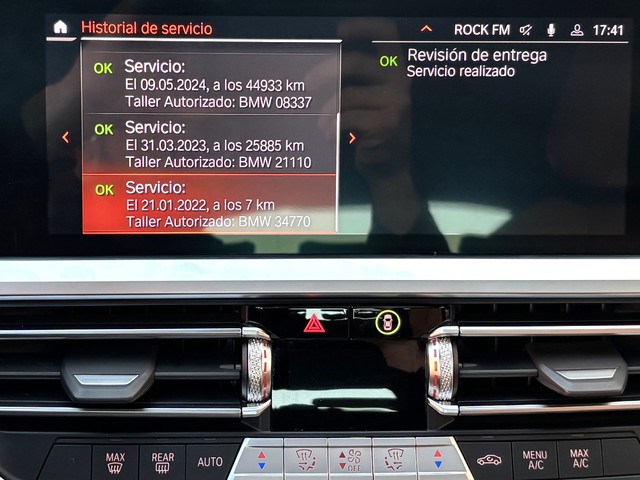 Historial de servicio
ROCK FM 17:41
OK Servicio:
El 09.05.2024, a los 44933 km
Taller Autorizado: BMW 08337
OK Servicio:
El 31.03.2023, a los 25885 km
Taller Autorizado: BMW 21110
OK Servicio:
El 21.01.2022, a los 7 km
Taller Autorizado: BMW 34770
OK Revisión de entrega
Servicio realizado
MAX
REAR
AUTO
OFF
MENU
A/C
MAX
A/C